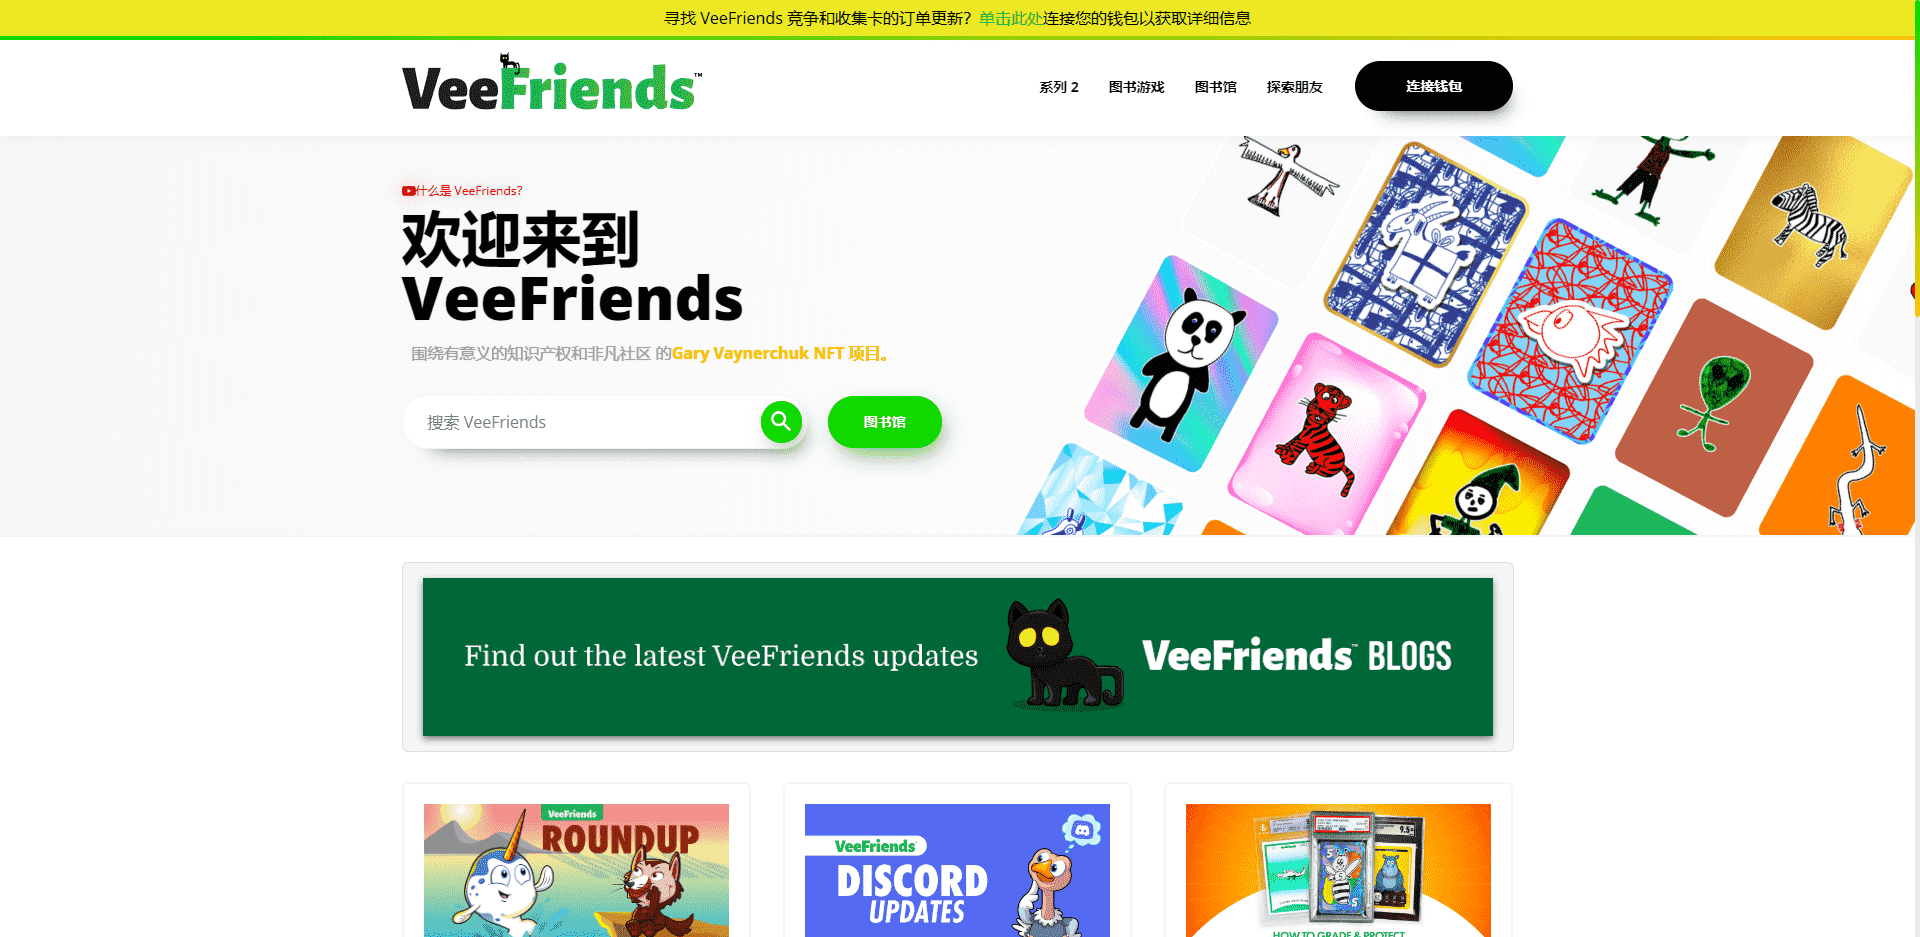 寻找 VeeFriends 竞争和收集卡的订单更新？单击此处连接您的钱包以获取详细信息
VeeFriends™
系列 2
图书游戏
图书馆
探索朋友
连接钱包
什么是 VeeFriends?
欢迎来到
VeeFriends
围绕有意义的知识产权和非凡社区 的Gary Vaynerchuk NFT 项目。
搜索 VeeFriends
图书馆
Find out the latest VeeFriends updates
VeeFriends™ BLOGS
VeeFriends
ROUNDUP
VeeFriends
DISCORD
UPDATES
9.5
5
5
HOW TO GRADE & PROTECT